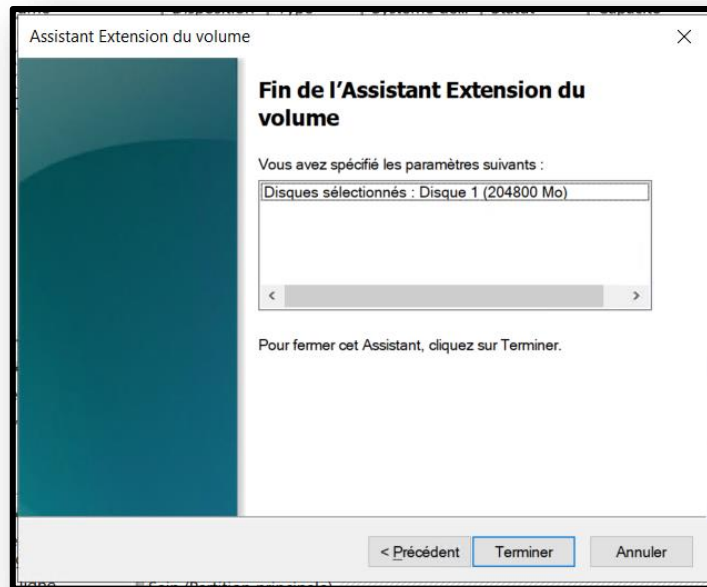 Assistant Extension du volume
Fin de l'Assistant Extension du
volume
Vous avez spécifié les paramètres suivants :
Disques sélectionnés : Disque 1 (204800 Mo)
Pour fermer cet Assistant, cliquez sur Terminer.
< Précédent
Terminer
Annuler